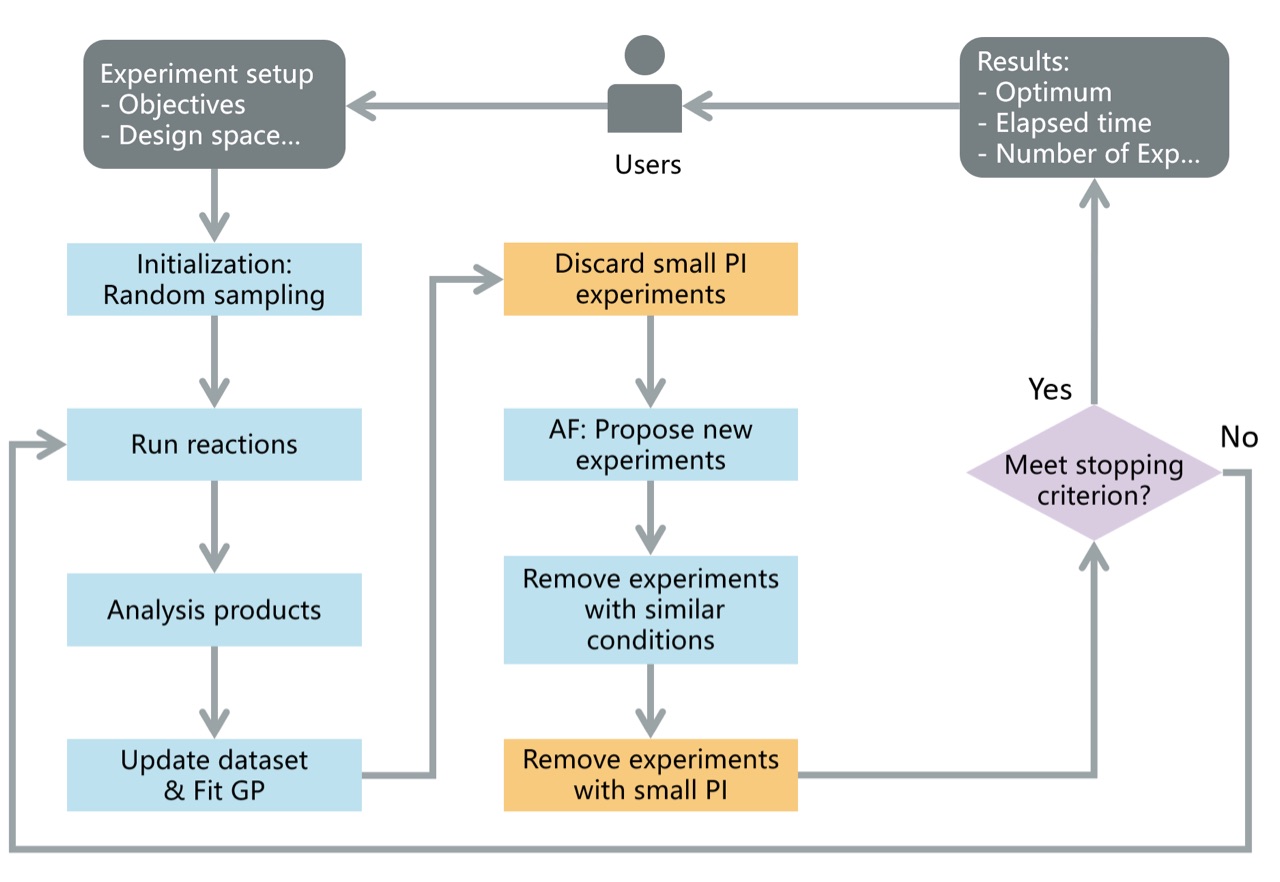 Experiment setup
- Objectives
- Design space...
Users
Results:
- Optimum
- Elapsed time
- Number of Exp...
Initialization:
Random sampling
Run reactions
Analysis products
Update dataset
& Fit GP
Discard small PI
experiments
AF: Propose new
experiments
Remove experiments
with similar
conditions
Remove experiments
with small PI
Meet stopping
criterion?
Yes
No